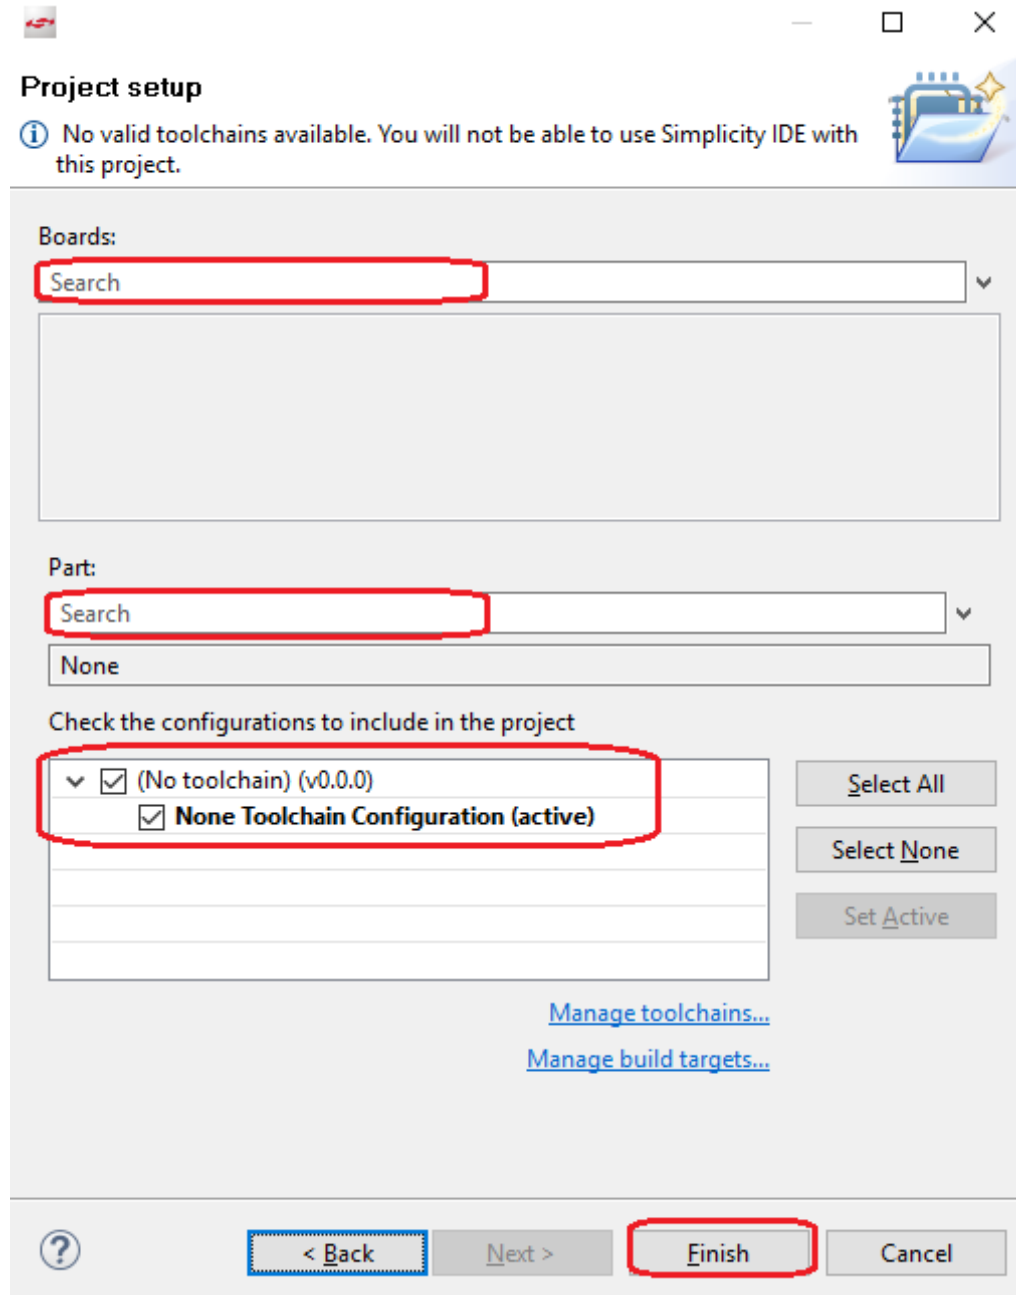 Project setup
No valid toolchains available. You will not be able to use Simplicity IDE with
this project.
Boards:
Search
Part:
Search
None
Check the configurations to include in the project
(No toolchain) (v0.0.0)
None Toolchain Configuration (active)
Select All
Select None
Set Active
Manage toolchains...
Manage build targets...
< Back
Next >
Finish
Cancel